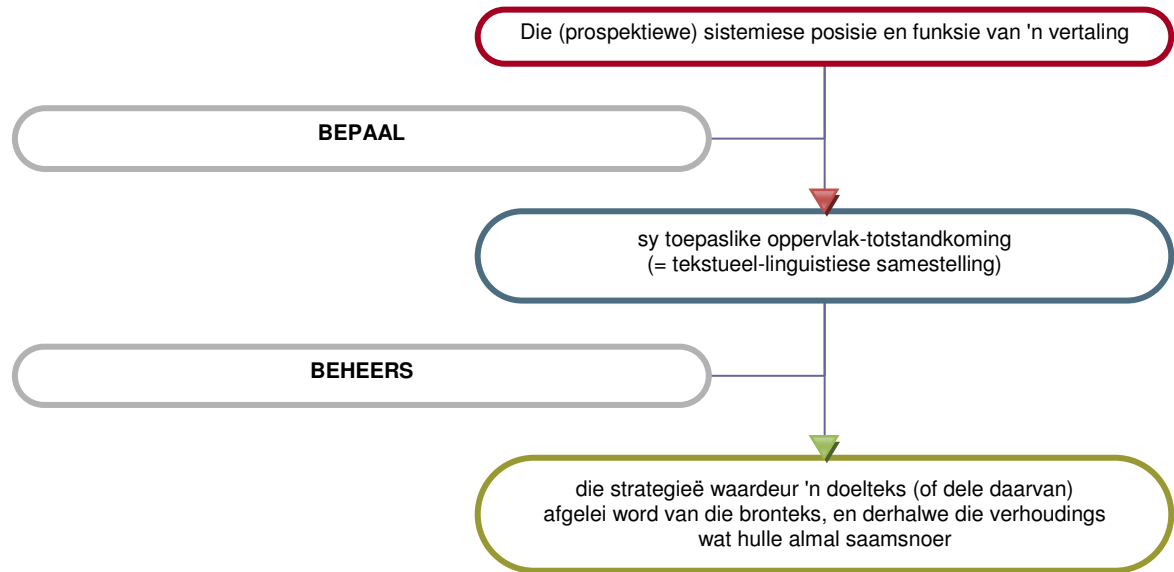 Die (prospektiewe) sistemiese posisie en funksie van 'n vertaling
BEPAAL
sy toepaslike oppervlak-totstandkoming
(= tekstueel-linguistiese samestelling)
BEHEERS
die strategieë waardeur 'n doelteks (of dele daarvan)
afgelei word van die bronteks, en derhalwe die verhoudings
wat hulle almal saamsnoer